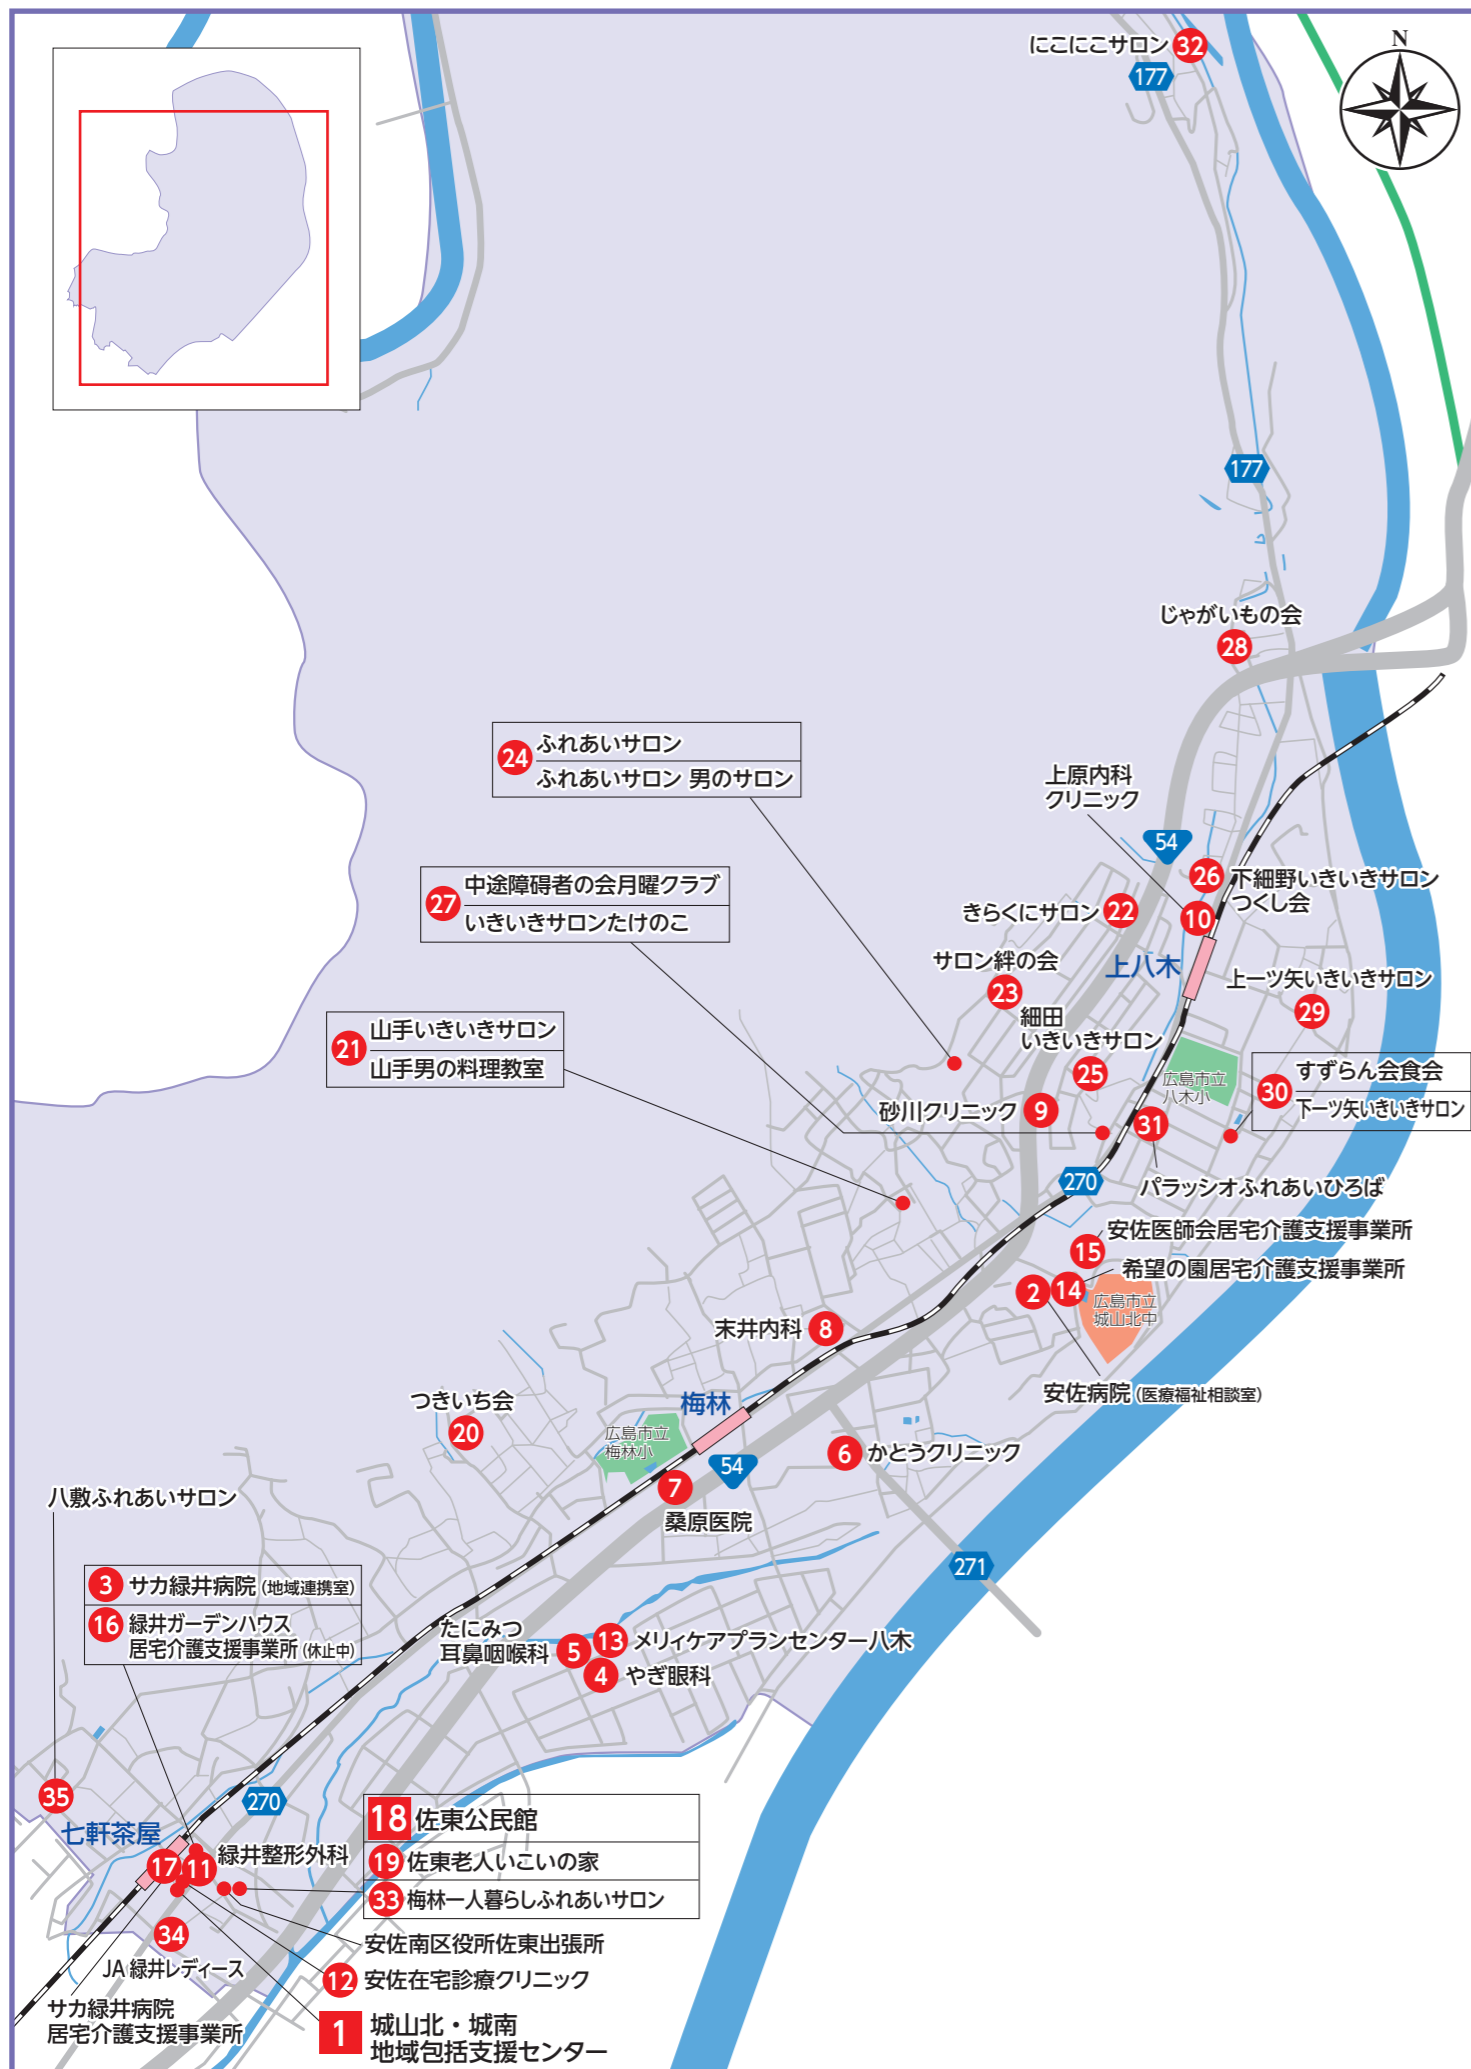 N
にこにこサロン 32
177
177
じゃがいもの会
28
24
ふれあいサロン
ふれあいサロン 男のサロン
上原内科
クリニック
54
27
中途障碍者の会月曜クラブ
いきいきサロンたけのこ
26 下細野いきいきサロン
つくし会
きらくにサロン 22
10
サロン絆の会
23
上八木
上一ツ矢いきいきサロン
29
細田
いきいきサロン
25
21
山手いきいきサロン
山手男の料理教室
広島市立
八木小
30
すずらん会食会
下一ツ矢いきいきサロン
砂川クリニック 9
31
270
パラッシオふれあいひろば
安佐医師会居宅介護支援事業所
15
希望の園居宅介護支援事業所
2
14
広島市立
城山北中
末井内科 8
安佐病院 (医療福祉相談室)
つきいち会
20
梅林
広島市立
梅林小
6 かとうクリニック
54
7
桑原医院
八敷ふれあいサロン
271
3 サカ緑井病院 (地域連携室)
16 緑井ガーデンハウス
居宅介護支援事業所 (休止中)
たにみつ
耳鼻咽喉科 5
13 メリィケアプランセンター八木
4 やぎ眼科
35
270
七軒茶屋
18 佐東公民館
17
11
緑井整形外科
19 佐東老人いこいの家
33 梅林一人暮らしふれあいサロン
34
JA 緑井レディース
安佐南区役所佐東出張所
12 安佐在宅診療クリニック
サカ緑井病院
居宅介護支援事業所
1 城山北・城南
地域包括支援センター